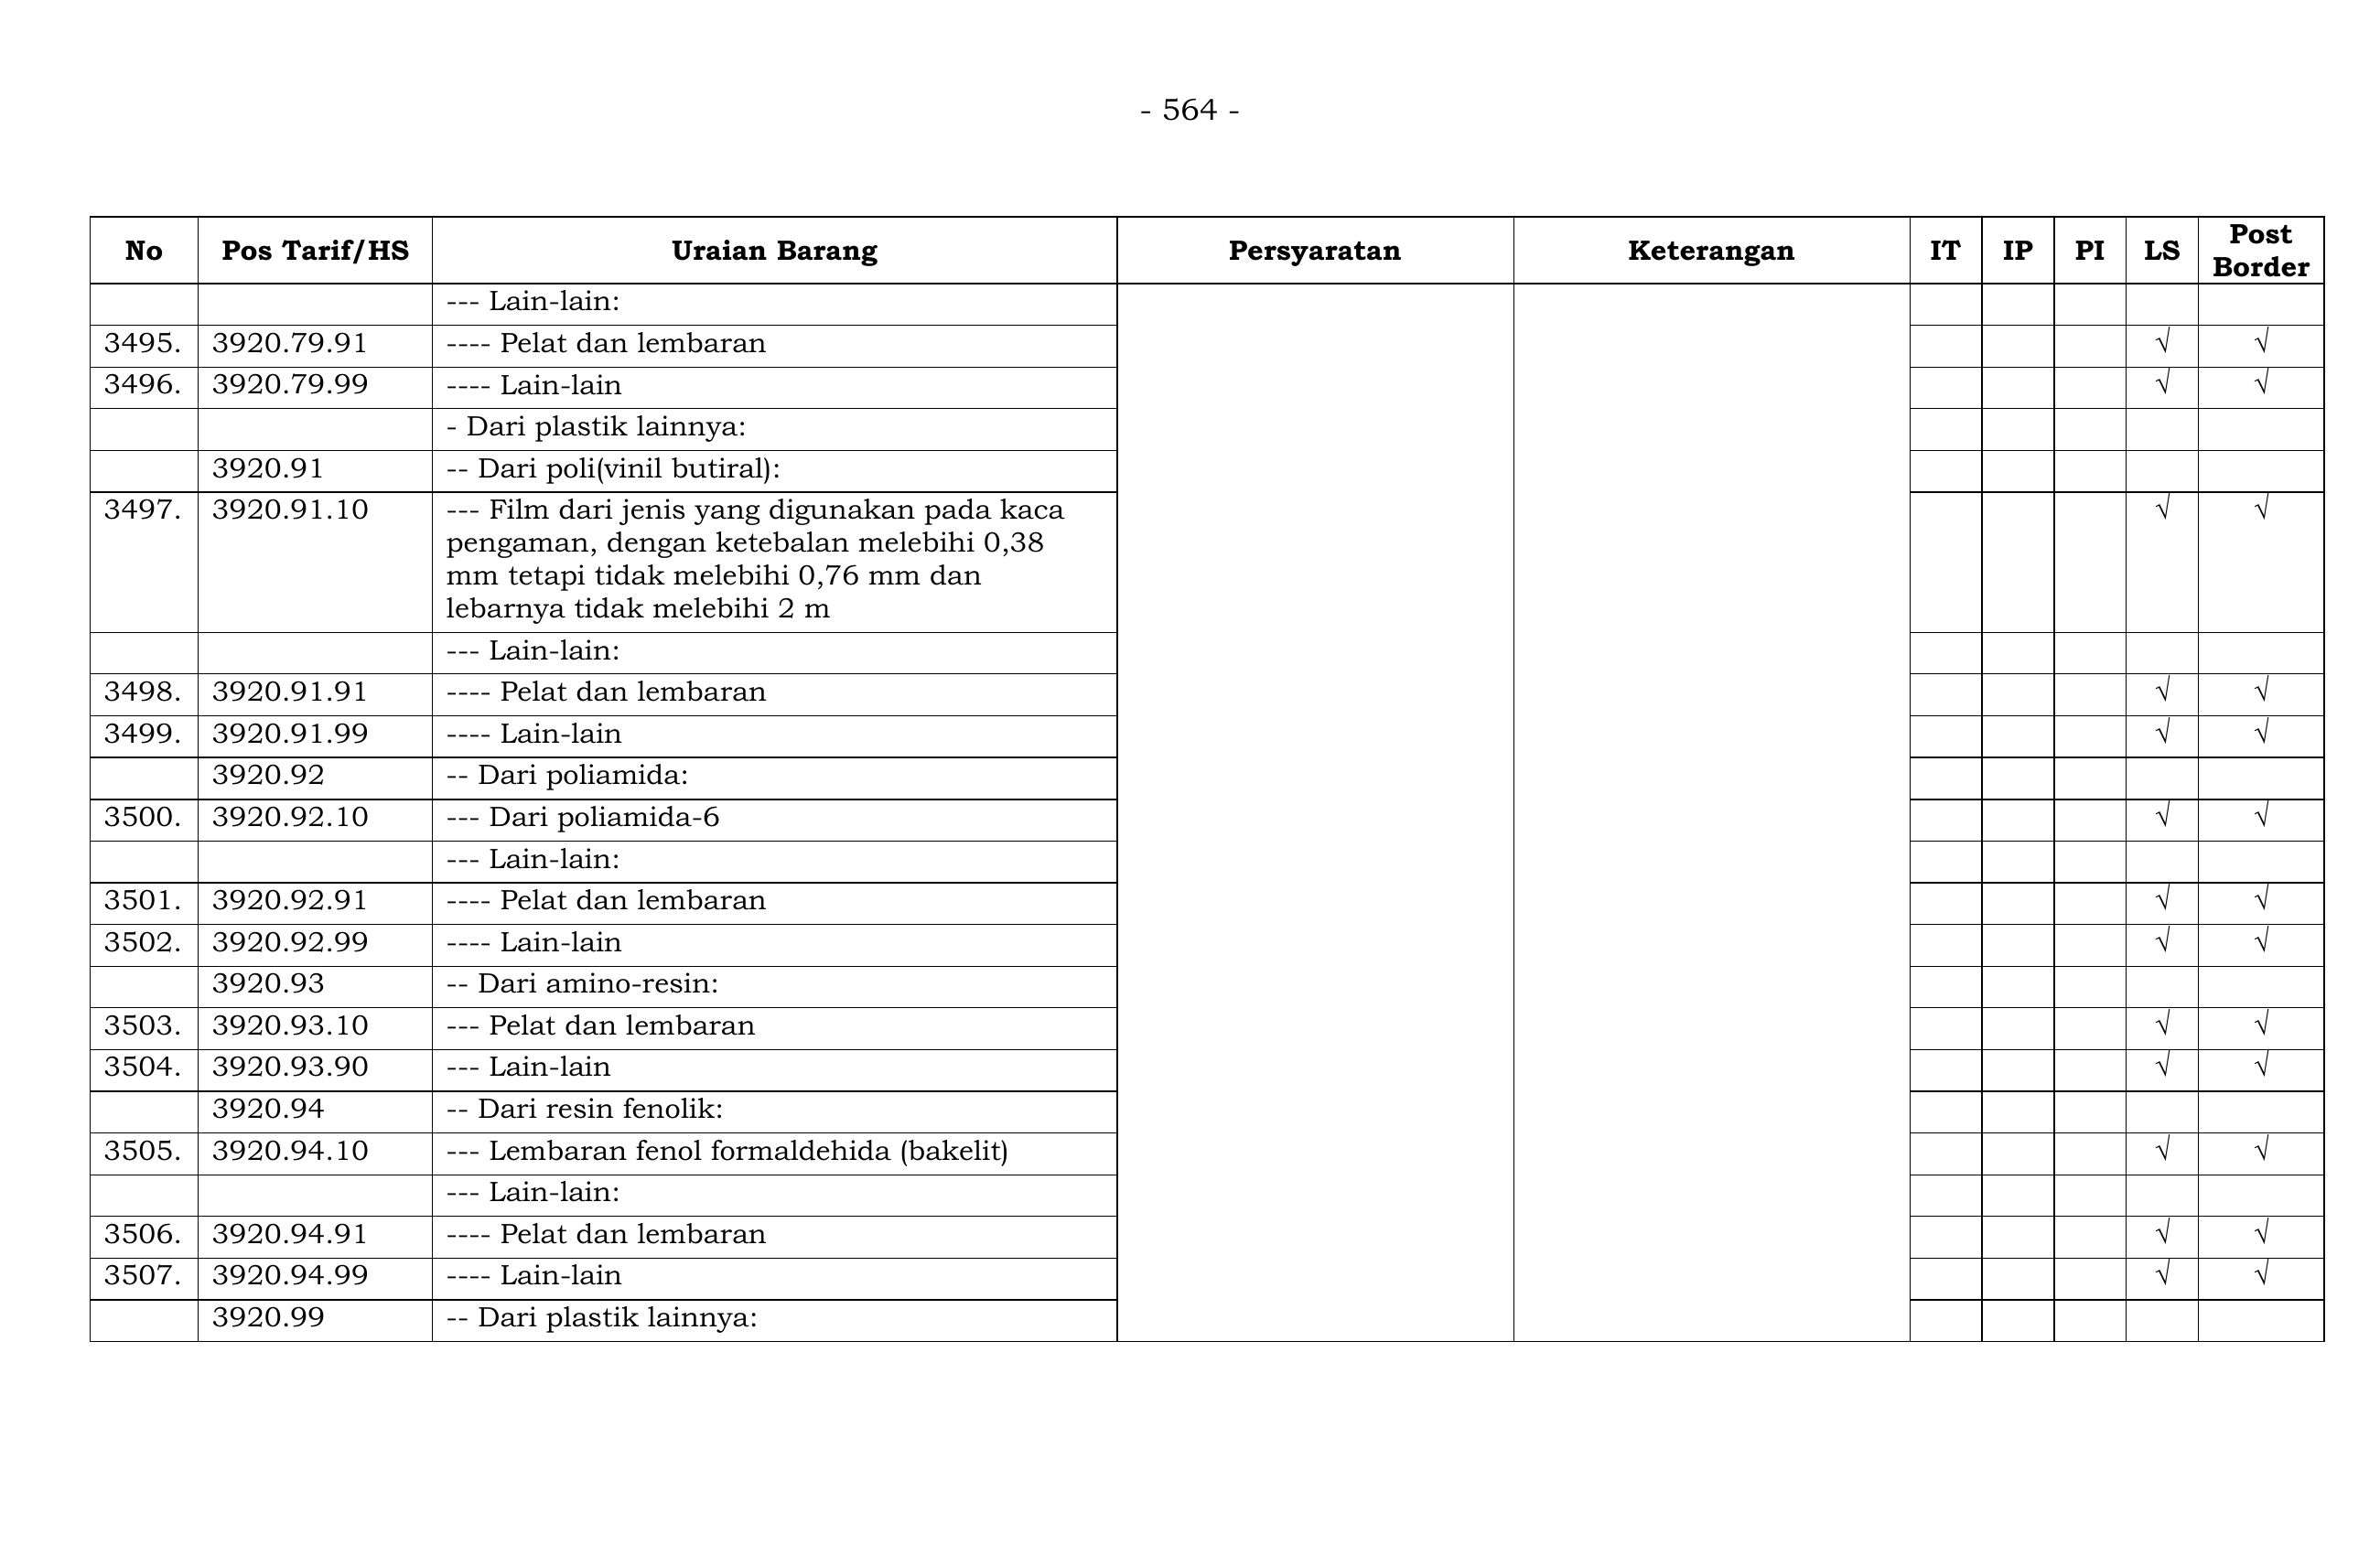 - 564 -
No Pos Tarif/HS Uraian Barang Persyaratan Keterangan IT IP PI LS Post Border
--- Lain-lain:
3495. 3920.79.91 ---- Pelat dan lembaran √ √
3496. 3920.79.99 ---- Lain-lain √ √
- Dari plastik lainnya:
3920.91 -- Dari poli(vinil butiral):
3497. 3920.91.10 --- Film dari jenis yang digunakan pada kaca √ √
pengaman, dengan ketebalan melebihi 0,38
mm tetapi tidak melebihi 0,76 mm dan
lebarnya tidak melebihi 2 m
--- Lain-lain:
3498. 3920.91.91 ---- Pelat dan lembaran √ √
3499. 3920.91.99 ---- Lain-lain √ √
3920.92 -- Dari poliamida:
3500. 3920.92.10 --- Dari poliamida-6 √ √
--- Lain-lain:
3501. 3920.92.91 ---- Pelat dan lembaran √ √
3502. 3920.92.99 ---- Lain-lain √ √
3920.93 -- Dari amino-resin:
3503. 3920.93.10 --- Pelat dan lembaran √ √
3504. 3920.93.90 --- Lain-lain √ √
3920.94 -- Dari resin fenolik:
3505. 3920.94.10 --- Lembaran fenol formaldehida (bakelit) √ √
--- Lain-lain:
3506. 3920.94.91 ---- Pelat dan lembaran √ √
3507. 3920.94.99 ---- Lain-lain √ √
3920.99 -- Dari plastik lainnya: